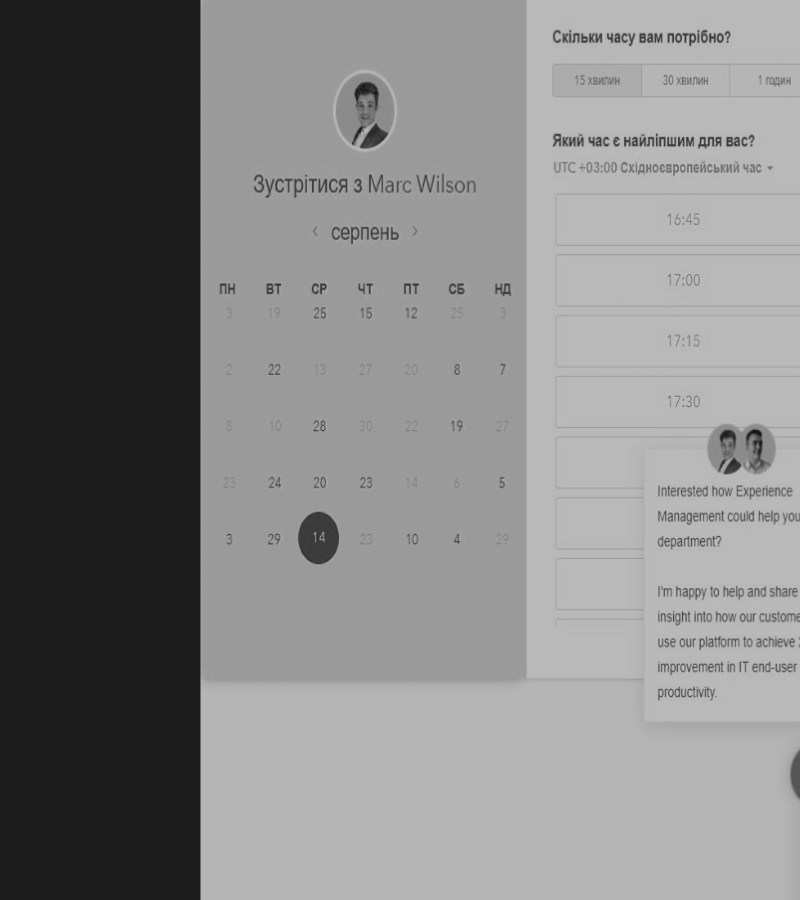 Зустрітися з Marc Wilson
‹ серпень ›
ПН ВТ СР ЧТ ПТ СБ НД
3 19 25 15 12 25 3
2 22 13 27 20 8 7
8 10 28 30 22 19 27
23 24 20 23 14 6 5
3 29 14 23 10 4 29
Скільки часу вам потрібно?
15 хвилин 30 хвилин 1 годин
Який час є найліпшим для вас?
UTC +03:00 Східноєвропейський час
16:45
17:00
17:15
17:30
Interested how Experience
Management could help you
department?
I'm happy to help and share
insight into how our custome
use our platform to achieve
improvement in IT end-user
productivity.